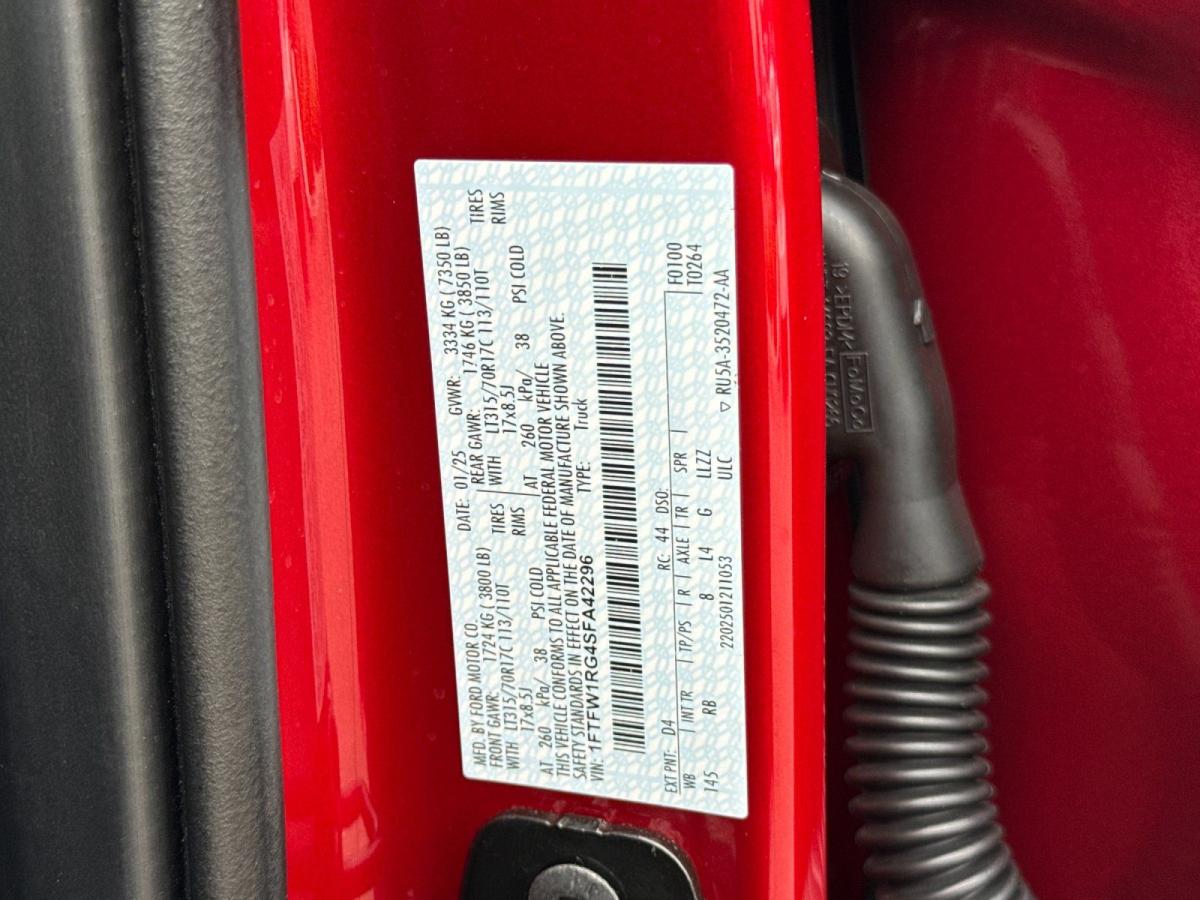 MFD. BY FORD MOTOR CO.
DATE: 01/25 GVWR: 3334 KG ( 7350 LB)
FRONT GAWR: 1724 KG ( 3800 LB)
REAR GAWR: 1746 KG ( 3850 LB)
WITH LT315/70R17C 113/110T TIRES
WITH LT315/70R17C 113/110T TIRES
17x8.5J RIMS
17x8.5J RIMS
AT 260 kPa/ 38 PSI COLD
AT 260 kPa/ 38 PSI COLD
THIS VEHICLE CONFORMS TO ALL APPLICABLE FEDERAL MOTOR VEHICLE
SAFETY STANDARDS IN EFFECT ON THE DATE OF MANUFACTURE SHOWN ABOVE.
VIN: 1FTFW1RG4SFA42296 TYPE: Truck
F0100
T0264
EXT PNT: D4 RC: 44 DSO:
WB INT TR TP/PS R AXLE TR SPR
145 RB 8 L4 G LLZZ
ULC
2202501211053 ▽ RU5A-3520472-AA
19 >EPDM<
FoMoCo